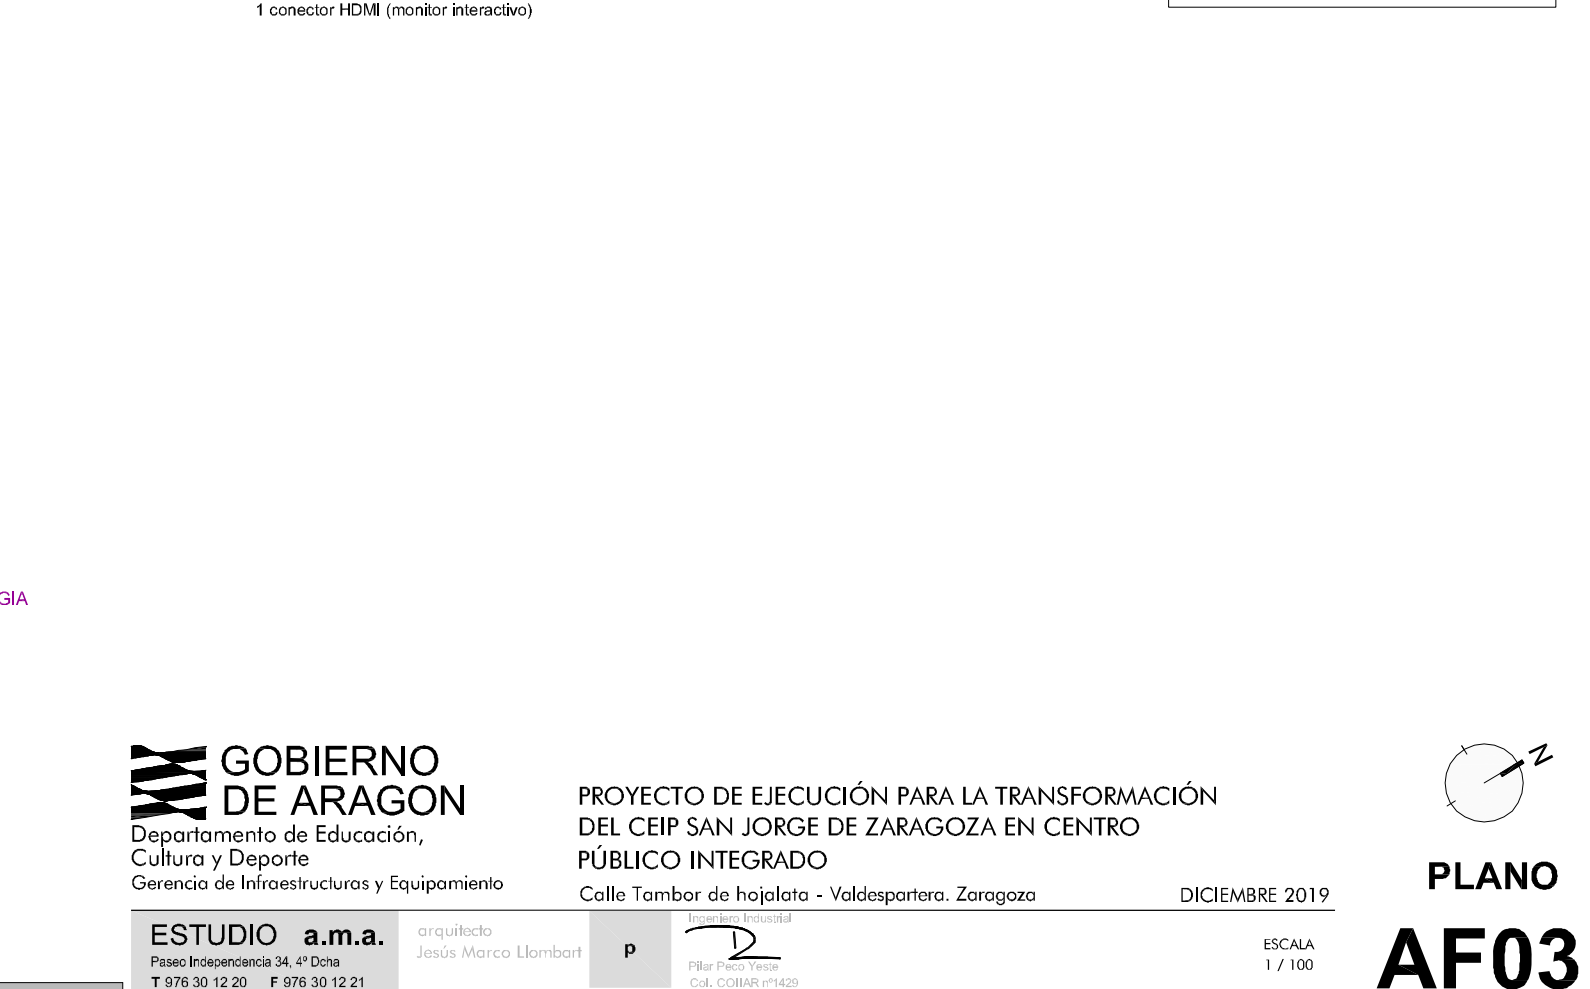 1 conector HDMI (monitor interactivo)
GIA
GOBIERNO
DE ARAGON
Departamento de Educación,
Cultura y Deporte
Gerencia de Infraestructuras y Equipamiento
PROYECTO DE EJECUCIÓN PARA LA TRANSFORMACIÓN
DEL CEIP SAN JORGE DE ZARAGOZA EN CENTRO
PÚBLICO INTEGRADO
Calle Tambor de hojalata - Valdespartera. Zaragoza
DICIEMBRE 2019
N
PLANO
AF03
ESTUDIO a.m.a.
Paseo Independencia 34, 4º Dcha
T 976 30 12 20 F 976 30 12 21
arquitecto
Jesús Marco Llombart
p
Ingeniero Industrial
Pilar Peco Yeste
Col. COIIAR nº1429
ESCALA
1 / 100